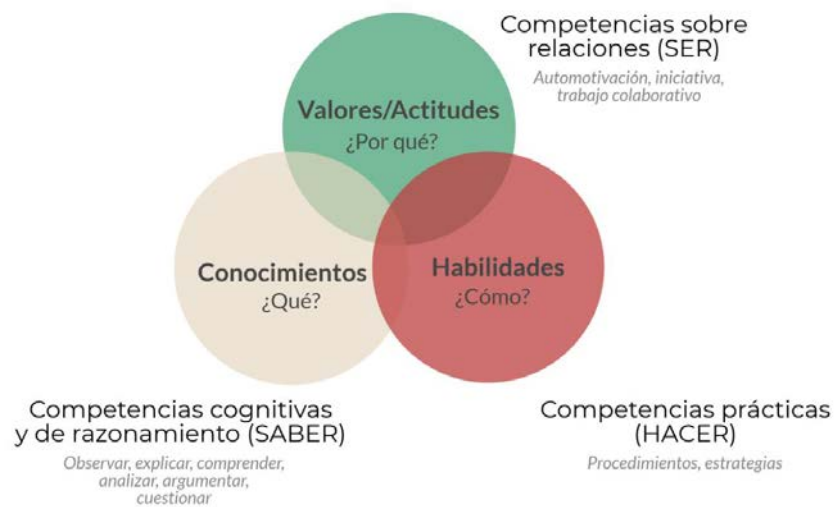 Competencias sobre
relaciones (SER)
Automotivación, iniciativa,
trabajo colaborativo
Valores/Actitudes
¿Por qué?
Conocimientos
¿Qué?
Habilidades
¿Cómo?
Competencias cognitivas
y de razonamiento (SABER)
Observar, explicar, comprender,
analizar, argumentar,
cuestionar
Competencias prácticas
(HACER)
Procedimientos, estrategias